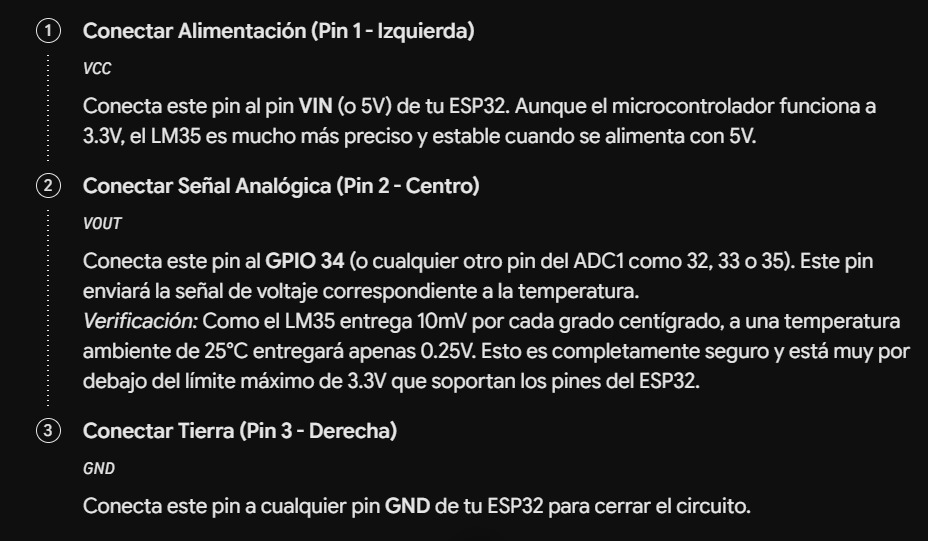 1 Conectar Alimentación (Pin 1 - Izquierda)
VCC
Conecta este pin al pin VIN (o 5V) de tu ESP32. Aunque el microcontrolador funciona a
3.3V, el LM35 es mucho más preciso y estable cuando se alimenta con 5V.
2 Conectar Señal Analógica (Pin 2 - Centro)
VOUT
Conecta este pin al GPIO 34 (o cualquier otro pin del ADC1 como 32, 33 o 35). Este pin
enviará la señal de voltaje correspondiente a la temperatura.
Verificación: Como el LM35 entrega 10mV por cada grado centígrado, a una temperatura
ambiente de 25°C entregará apenas 0.25V. Esto es completamente seguro y está muy por
debajo del límite máximo de 3.3V que soportan los pines del ESP32.
3 Conectar Tierra (Pin 3 - Derecha)
GND
Conecta este pin a cualquier pin GND de tu ESP32 para cerrar el circuito.